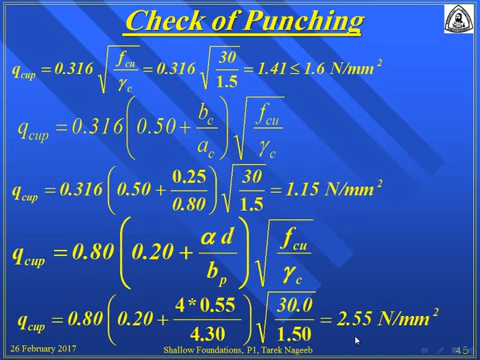 Check of Punching
q_cup = 0.316 √(f_cu / γ_c) = 0.316 √(30 / 1.5) = 1.41 ≤ 1.6 N/mm²
q_cup = 0.316 (0.50 + b_c / a_c) √(f_cu / γ_c)
q_cup = 0.316 (0.50 + 0.25 / 0.80) √(30 / 1.5) = 1.15 N/mm²
q_cup = 0.80 (0.20 + α d / b_p) √(f_cu / γ_c)
q_cup = 0.80 (0.20 + 4*0.55 / 4.30) √(30.0 / 1.50) = 2.55 N/mm²
26 February 2017 Shallow Foundations, P1, Tarek Nageeb 45